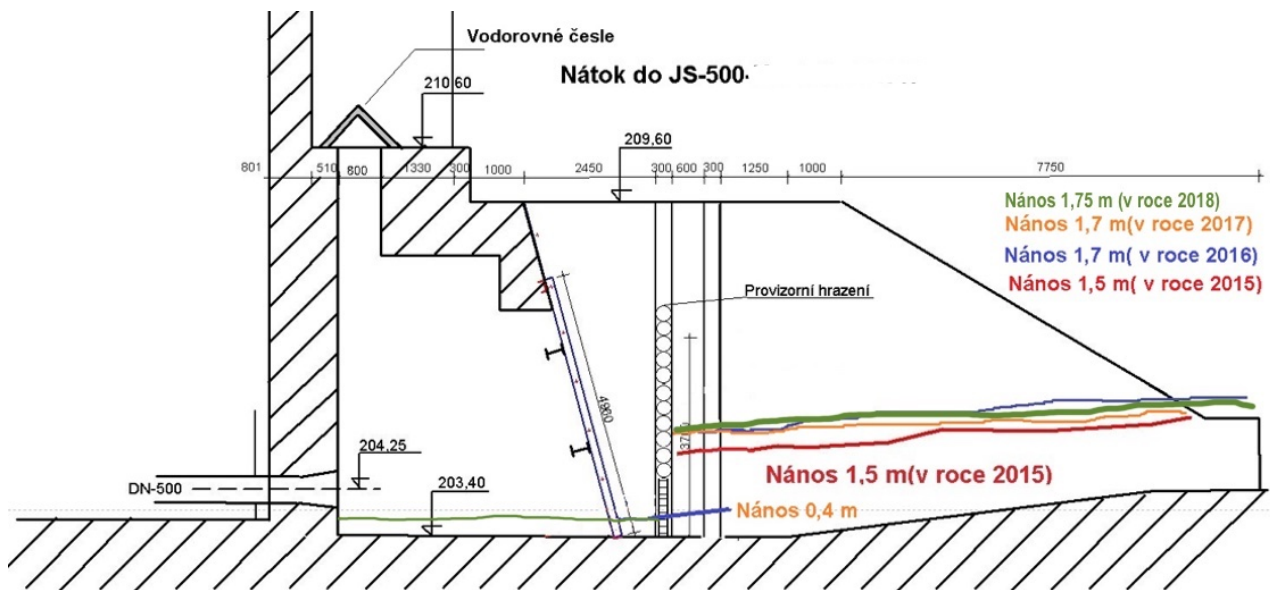 Vodorovné česle
Nátok do JS-500-
210,60
209,60
801
510
800
1330
300
1000
2450
300
600
300
1250
1000
7750
Nános 1,75 m (v roce 2018)
Nános 1,7 m(v roce 2017)
Nános 1,7 m( v roce 2016)
Nános 1,5 m( v roce 2015)
Provizorní hrazení
4980
204,25
DN-500
203,40
Nános 1,5 m(v roce 2015)
Nános 0,4 m